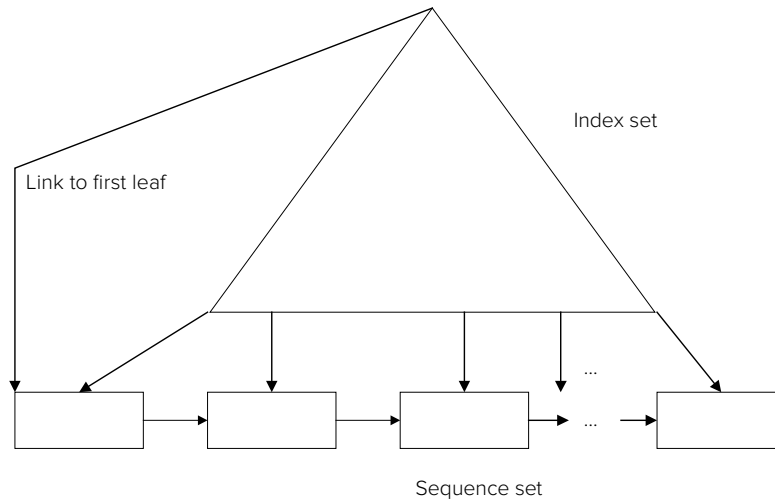 Index set
Link to first leaf
...
...
Sequence set